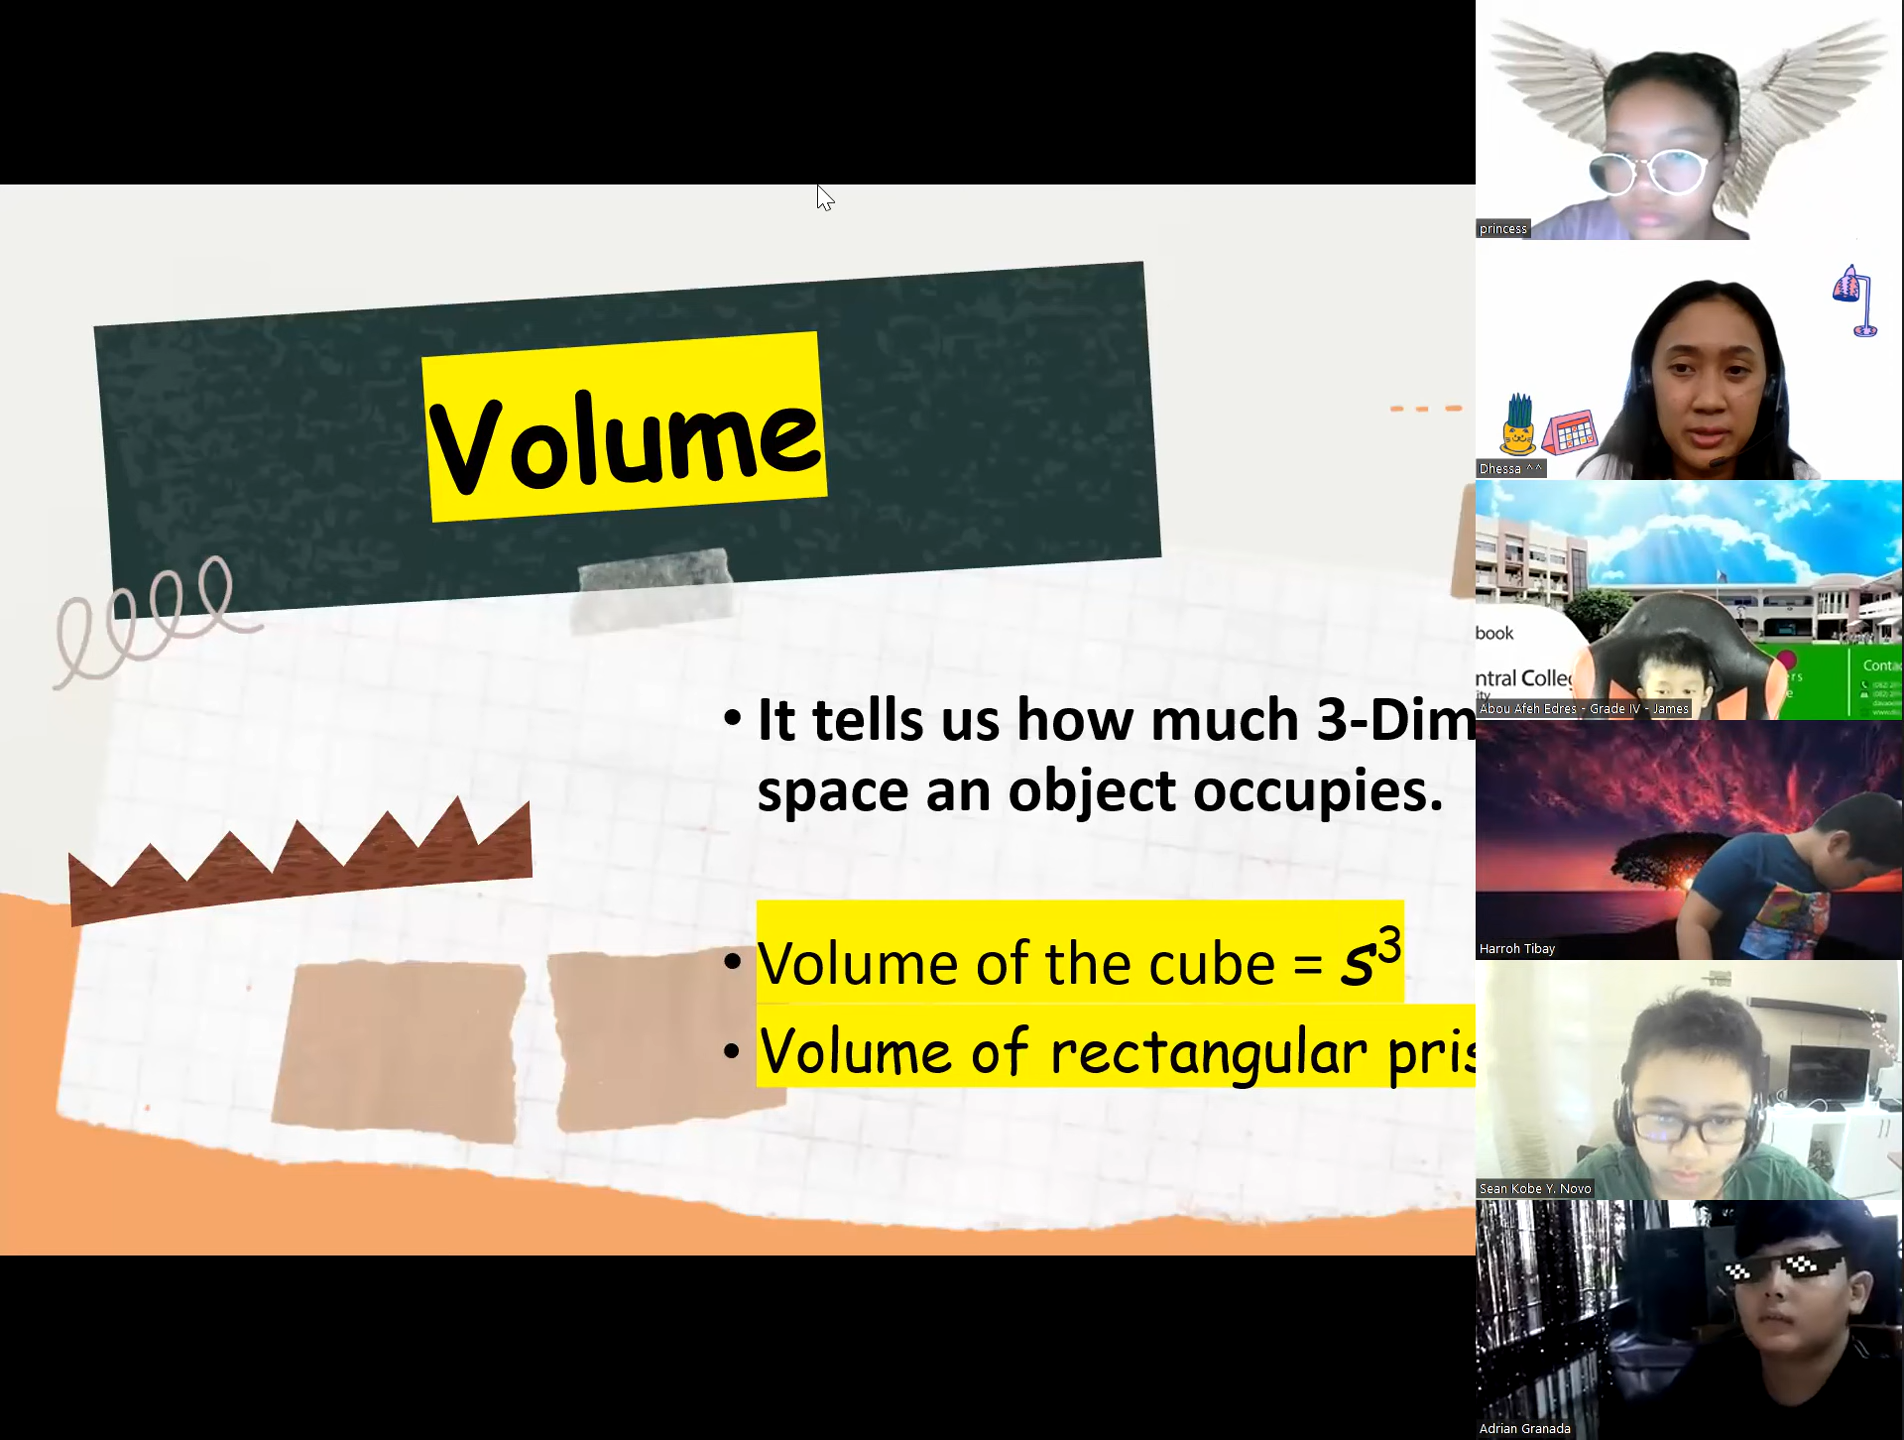 Volume
• It tells us how much 3-Dim
space an object occupies.
• Volume of the cube = s³
• Volume of rectangular pris
princess
Dhessa ^^
book
ntral Colle
ity
Conta
Abou Afeh Edres - Grade IV - James
Harroh Tibay
Sean Kobe Y. Novo
Adrian Granada